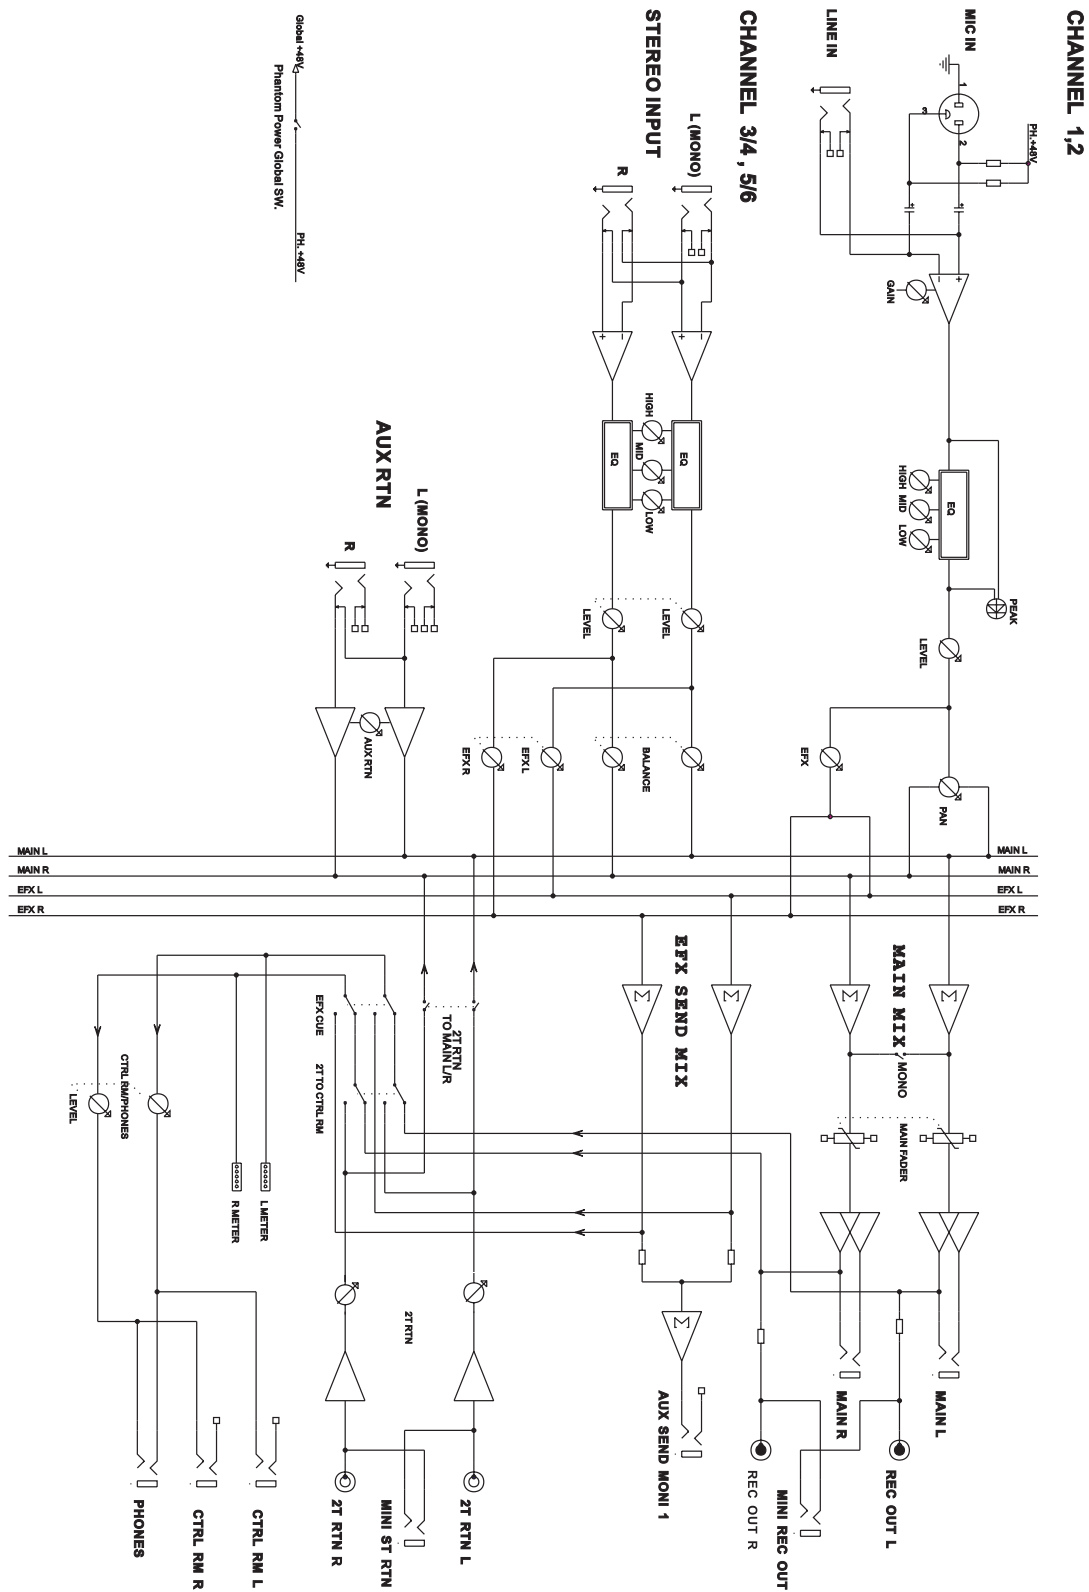 CHANNEL 1,2
MIC IN
LINE IN
1
2
3
PH.+48V
+
+
-
+
GAIN
EQ
HIGH
MID
LOW
PEAK
LEVEL
EFX
PAN
CHANNEL 3/4 , 5/6
STEREO INPUT
L (MONO)
R
-
+
-
+
EQ
EQ
HIGH
MID
LOW
LEVEL
LEVEL
BALANCE
EFX L
EFX R
AUX RTN
L (MONO)
R
AUX RTN
Global +48V
Phantom Power Global SW.
PH. +48V
MAIN L
MAIN R
EFX L
EFX R
MAIN L
MAIN R
EFX L
EFX R
MAIN MIX
Σ
Σ
MONO
MAIN FADER
MAIN L
MAIN R
REC OUT L
MINI REC OUT
REC OUT R
EFX SEND MIX
Σ
Σ
Σ
AUX SEND MONI 1
2T RTN
TO MAIN L/R
EFX CUE
2T TO CTRL RM
2T RTN
2T RTN L
MINI ST RTN
2T RTN R
L METER
R METER
CTRL RM/PHONES
LEVEL
CTRL RM L
CTRL RM R
PHONES